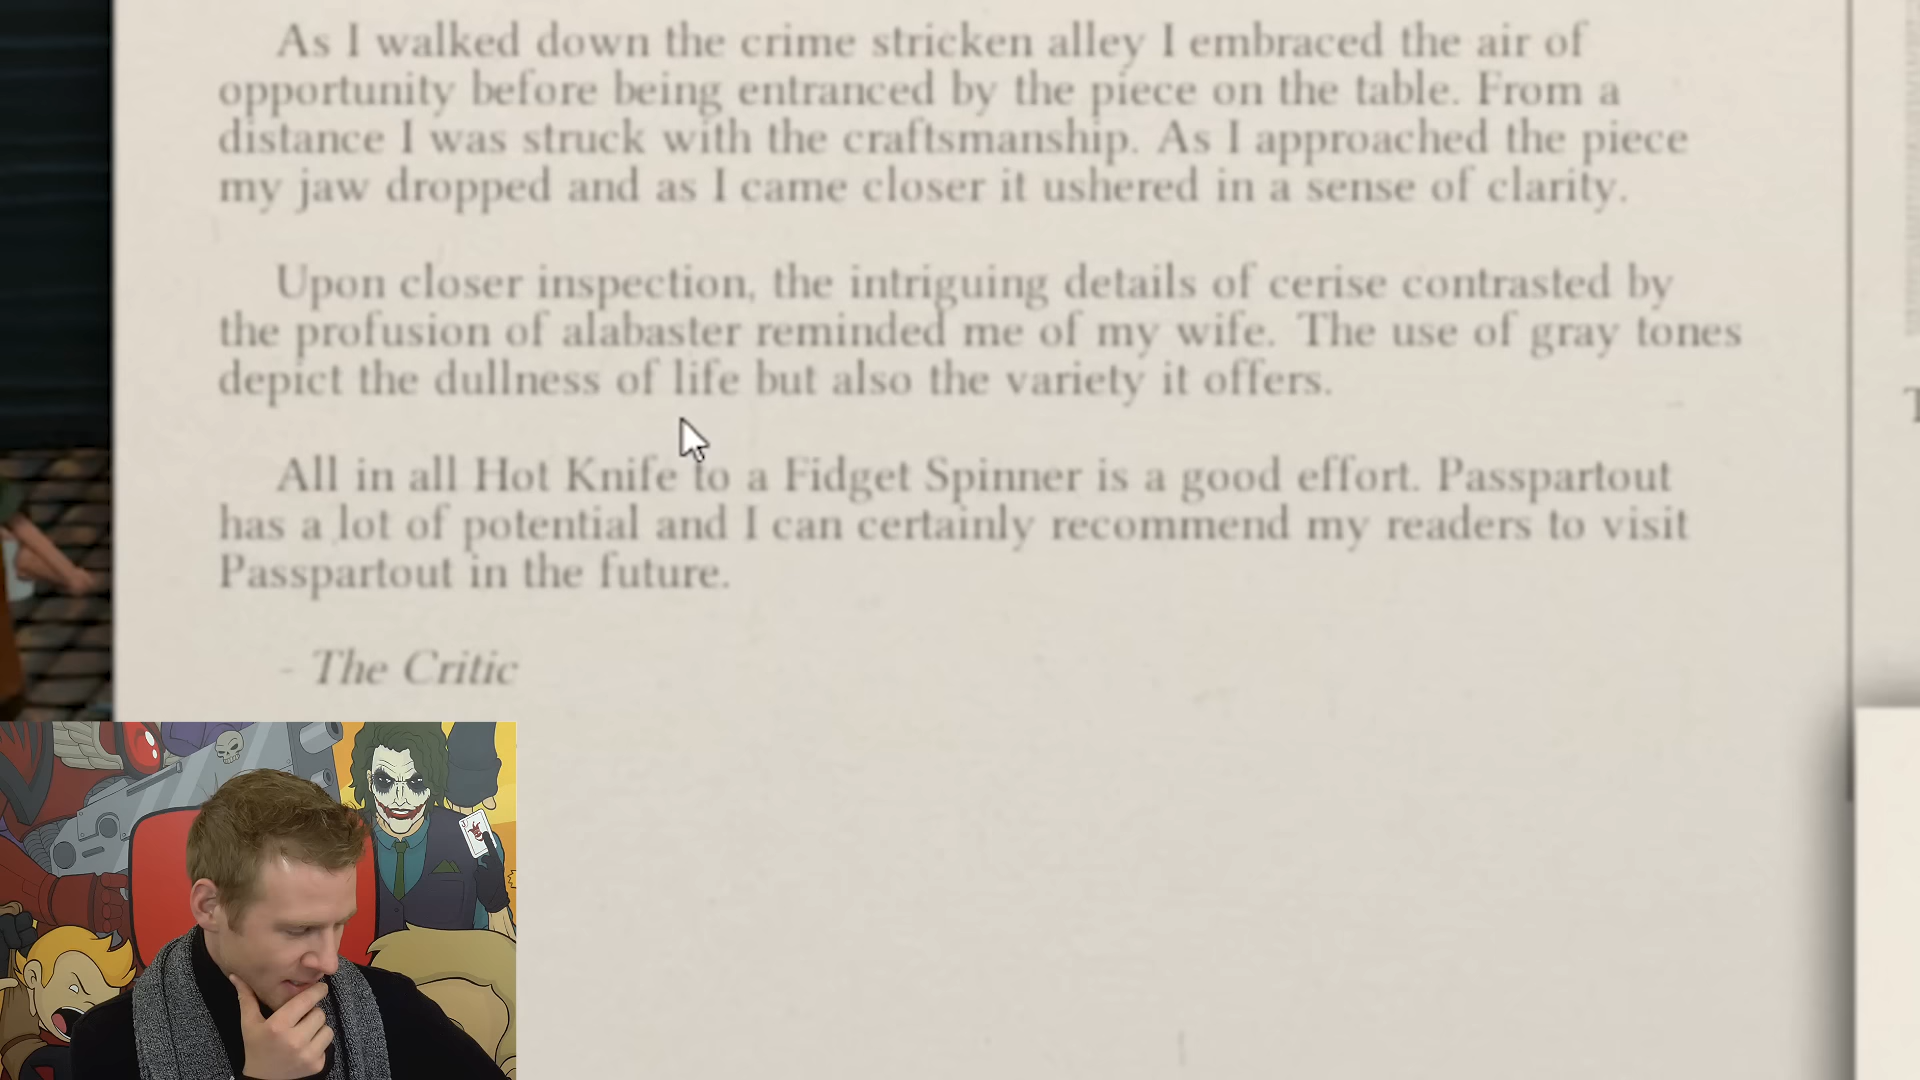 As I walked down the crime stricken alley I embraced the air of
opportunity before being entranced by the piece on the table. From a
distance I was struck with the craftsmanship. As I approached the piece
my jaw dropped and as I came closer it ushered in a sense of clarity.
Upon closer inspection, the intriguing details of cerise contrasted by
the profusion of alabaster reminded me of my wife. The use of gray tones
depict the dullness of life but also the variety it offers.
All in all Hot Knife to a Fidget Spinner is a good effort. Passpartout
has a lot of potential and I can certainly recommend my readers to visit
Passpartout in the future.
- The Critic